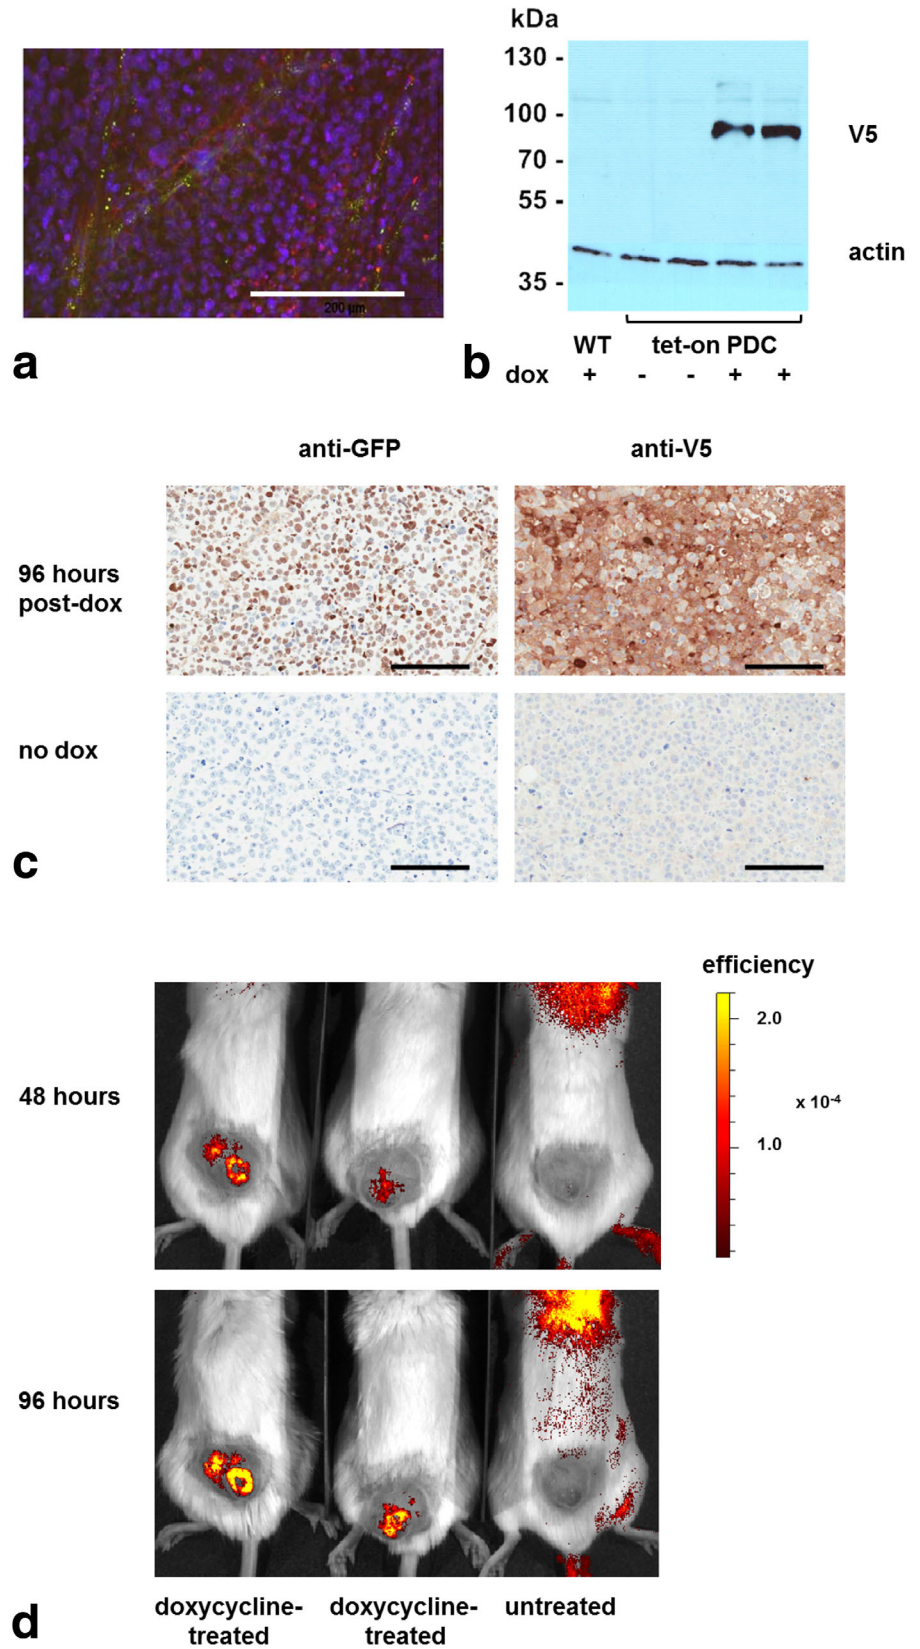 200 µm
a
kDa
130 -
100 -
70 -
55 -
35 -
V5
actin
WT
tet-on PDC
dox
+ - - + +
b
anti-GFP
anti-V5
96 hours
post-dox
no dox
c
efficiency
2.0
x 10-4
1.0
48 hours
96 hours
doxycycline-
treated
doxycycline-
treated
untreated
d